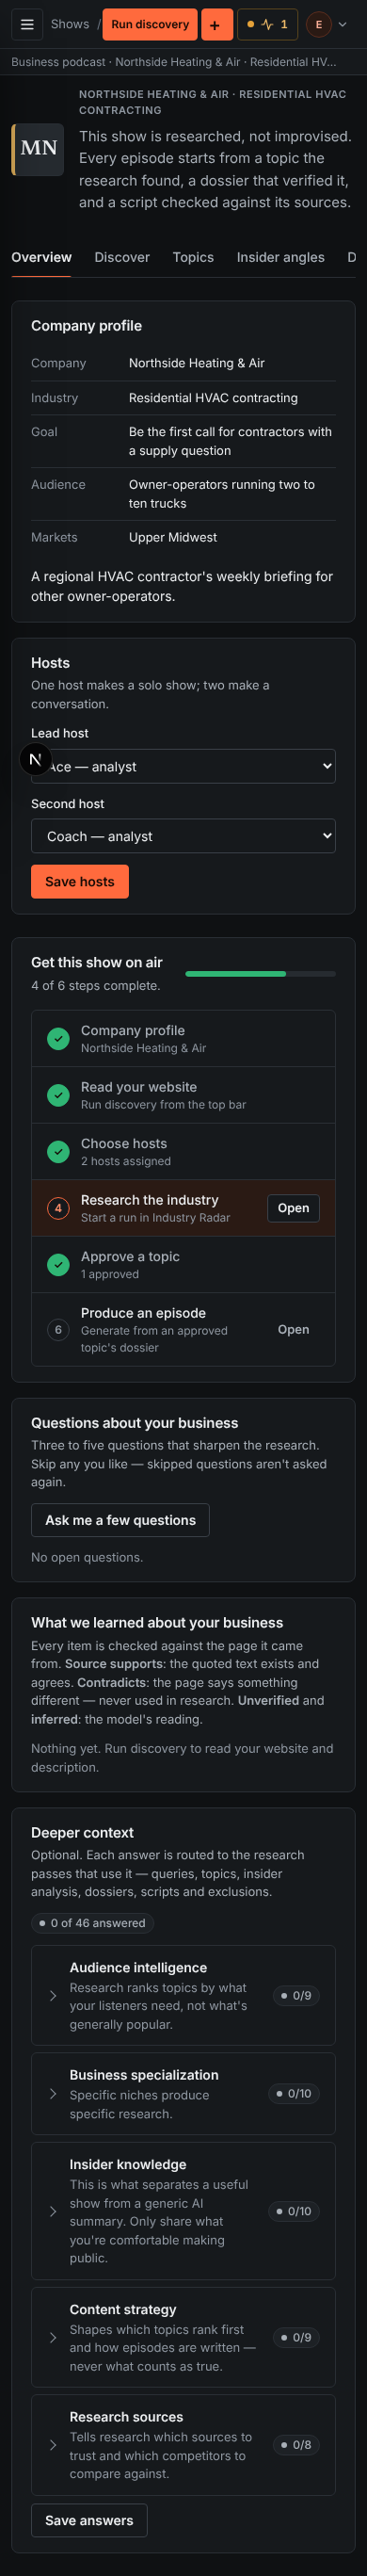 Shows /
Run discovery
+
1
E
Business podcast · Northside Heating & Air · Residential HV...
NORTHSIDE HEATING & AIR · RESIDENTIAL HVAC
CONTRACTING
MN
This show is researched, not improvised.
Every episode starts from a topic the
research found, a dossier that verified it,
and a script checked against its sources.
Overview Discover Topics Insider angles D
Company profile
Company Northside Heating & Air
Industry Residential HVAC contracting
Goal Be the first call for contractors with
a supply question
Audience Owner-operators running two to
ten trucks
Markets Upper Midwest
A regional HVAC contractor's weekly briefing for
other owner-operators.
Hosts
One host makes a solo show; two make a
conversation.
Lead host
N
Ace — analyst
Second host
Coach — analyst
Save hosts
Get this show on air
4 of 6 steps complete.
Company profile
Northside Heating & Air
Read your website
Run discovery from the top bar
Choose hosts
2 hosts assigned
4
Research the industry
Start a run in Industry Radar
Open
Approve a topic
1 approved
6
Produce an episode
Generate from an approved
topic's dossier
Open
Questions about your business
Three to five questions that sharpen the research.
Skip any you like — skipped questions aren't asked
again.
Ask me a few questions
No open questions.
What we learned about your business
Every item is checked against the page it came
from. Source supports: the quoted text exists and
agrees. Contradicts: the page says something
different — never used in research. Unverified and
inferred: the model's reading.
Nothing yet. Run discovery to read your website and
description.
Deeper context
Optional. Each answer is routed to the research
passes that use it — queries, topics, insider
analysis, dossiers, scripts and exclusions.
0 of 46 answered
Audience intelligence
Research ranks topics by what
your listeners need, not what's
generally popular.
0/9
Business specialization
Specific niches produce
specific research.
0/10
Insider knowledge
This is what separates a useful
show from a generic AI
summary. Only share what
you're comfortable making
public.
0/10
Content strategy
Shapes which topics rank first
and how episodes are written —
never what counts as true.
0/9
Research sources
Tells research which sources to
trust and which competitors to
compare against.
0/8
Save answers